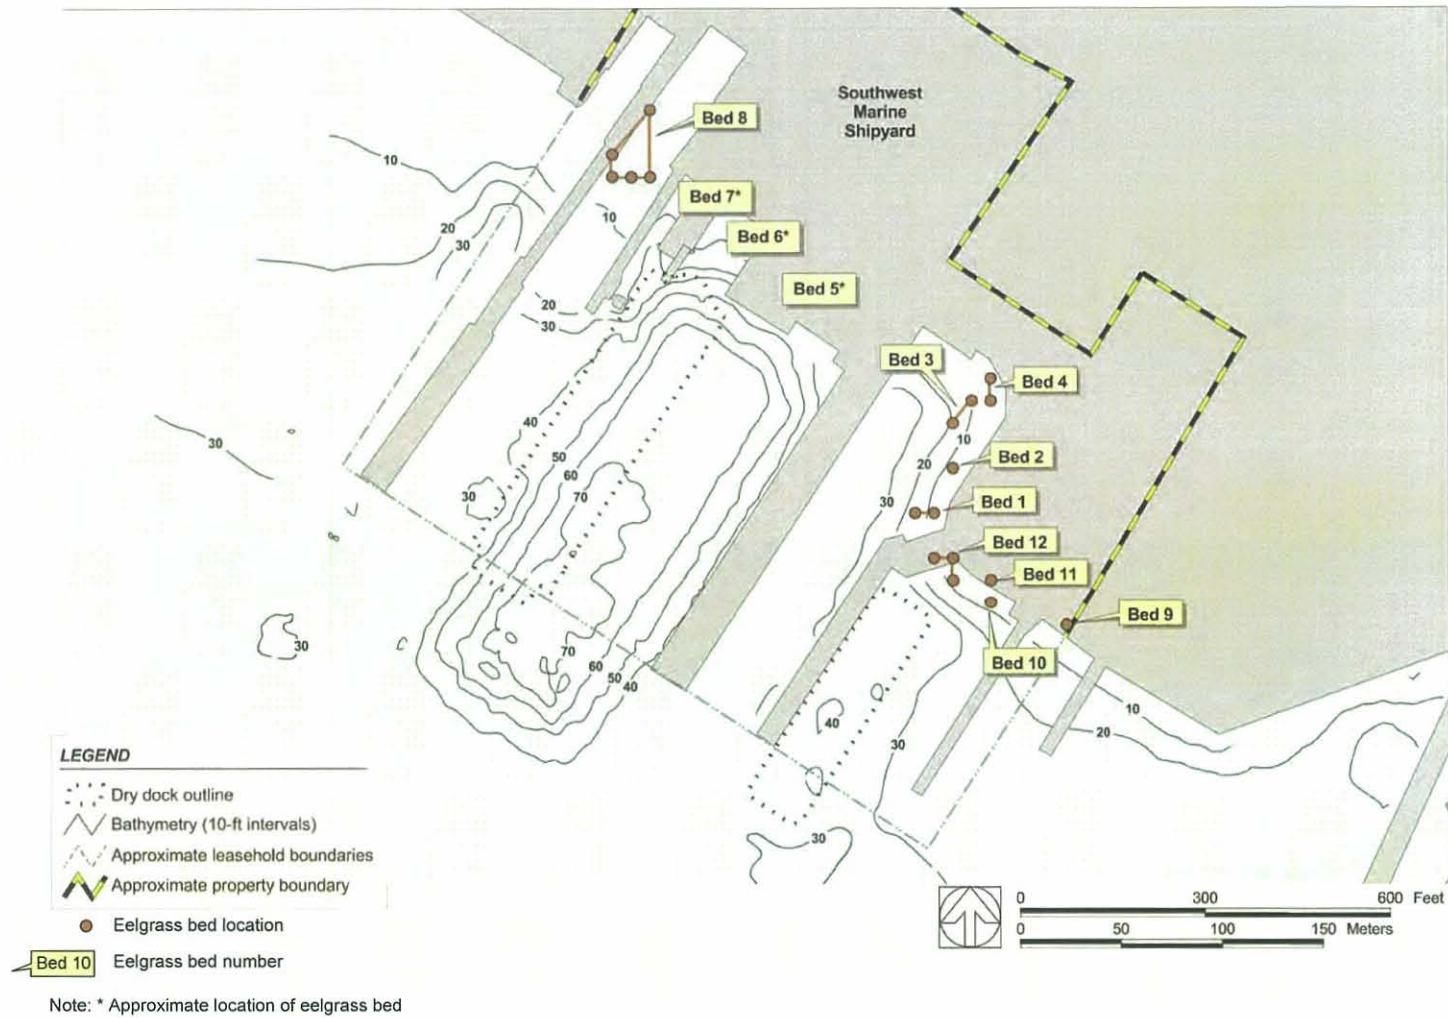 Southwest
Marine
Shipyard
Bed 8
10
Bed 7*
10
20
30
Bed 6*
Bed 5*
20
30
Bed 3
Bed 4
40
10
30
50
20
Bed 2
60
30
70
30
Bed 1
Bed 12
Bed 11
Bed 9
30
70
60
50
40
Bed 10
10
40
20
30
30
LEGEND
Dry dock outline
Bathymetry (10-ft intervals)
Approximate leasehold boundaries
Approximate property boundary
Eelgrass bed location
Bed 10 Eelgrass bed number
Note: * Approximate location of eelgrass bed
0 300 600 Feet
0 50 100 150 Meters